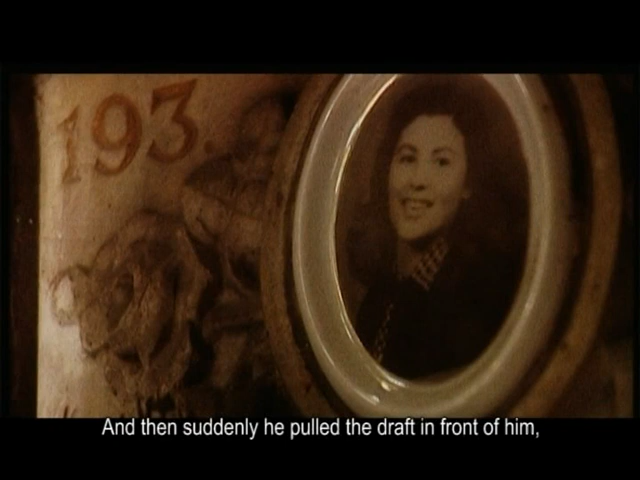 193.
And then suddenly he pulled the draft in front of him,